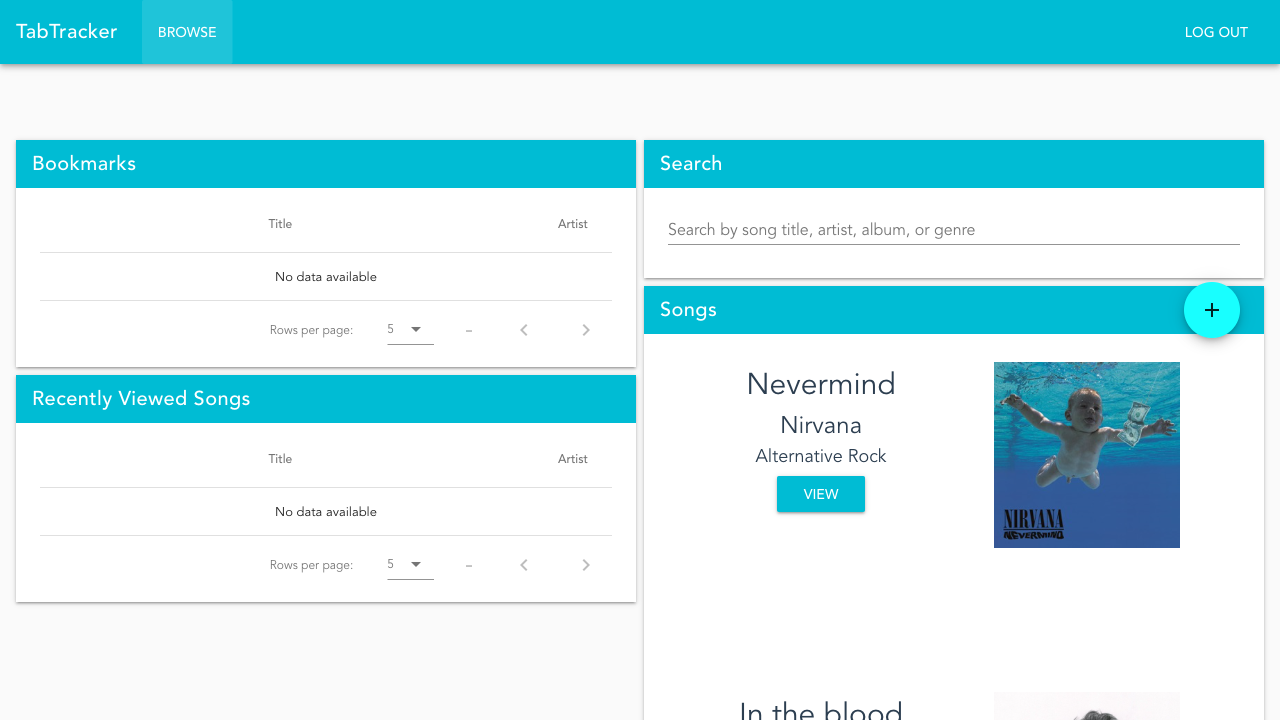 TabTracker BROWSE LOG OUT
Bookmarks
Title Artist
No data available
Rows per page: 5 –
Recently Viewed Songs
Title Artist
No data available
Rows per page: 5 –
Search
Search by song title, artist, album, or genre
Songs
+
Nevermind
Nirvana
Alternative Rock
VIEW
NIRVANA
NEVERMIND
In the blood